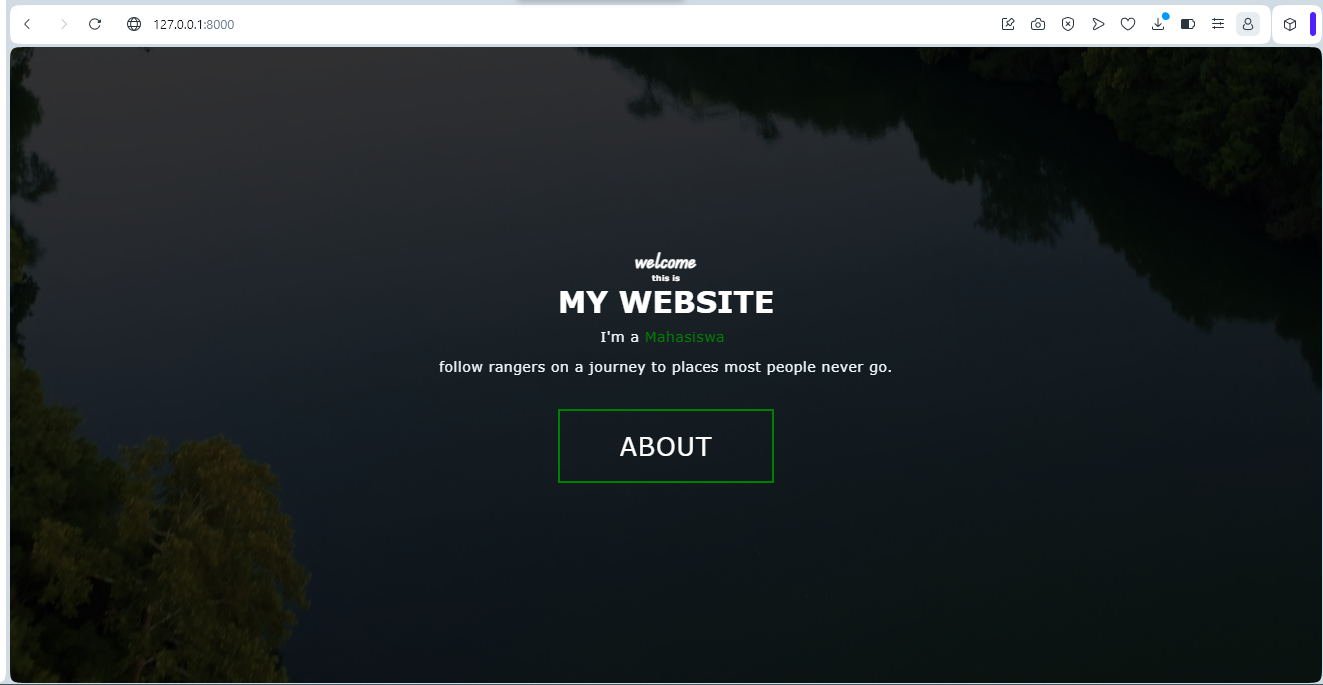 127.0.0.1:8000
welcome
this is
MY WEBSITE
I'm a Mahasiswa
follow rangers on a journey to places most people never go.
ABOUT